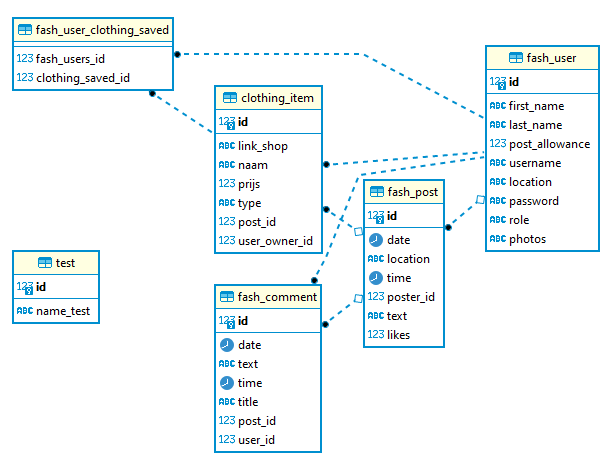 fash_user_clothing_saved
123 fash_users_id
123 clothing_saved_id
clothing_item
123 id
ABC link_shop
ABC naam
123 prijs
ABC type
123 post_id
123 user_owner_id
fash_user
123 id
ABC first_name
ABC last_name
123 post_allowance
ABC username
ABC location
ABC password
ABC role
ABC photos
fash_post
123 id
date
ABC location
time
123 poster_id
ABC text
123 likes
test
123 id
ABC name_test
fash_comment
123 id
date
ABC text
time
ABC title
123 post_id
123 user_id